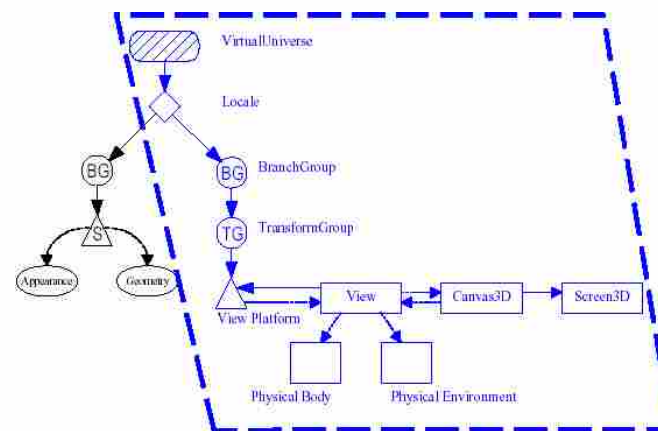 VirtualUniverse
Locale
BG
BG
BranchGroup
S
TG
TransformGroup
Appearance
Geometry
View
Canvas3D
Screen3D
View Platform
Physical Body
Physical Environment